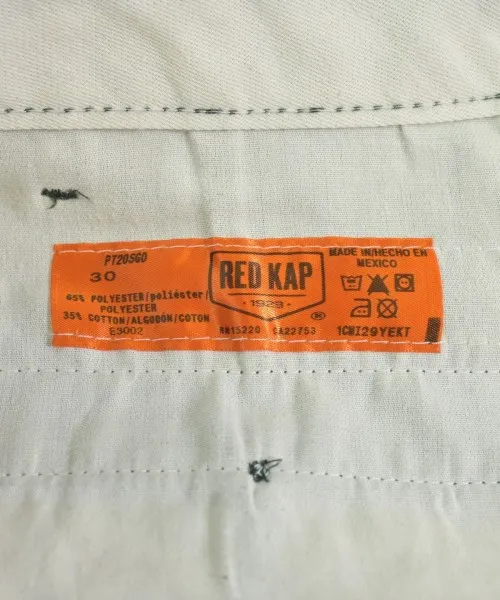 PT20SGO
30
65% POLYESTER/poliéster/
POLYESTER
35% COTTON/ALGODÓN/COTON
E3002
RED KAP
·1923·
®
RN15220 CA22753
MADE IN/HECHO EN
MEXICO
1CWI29YEKT